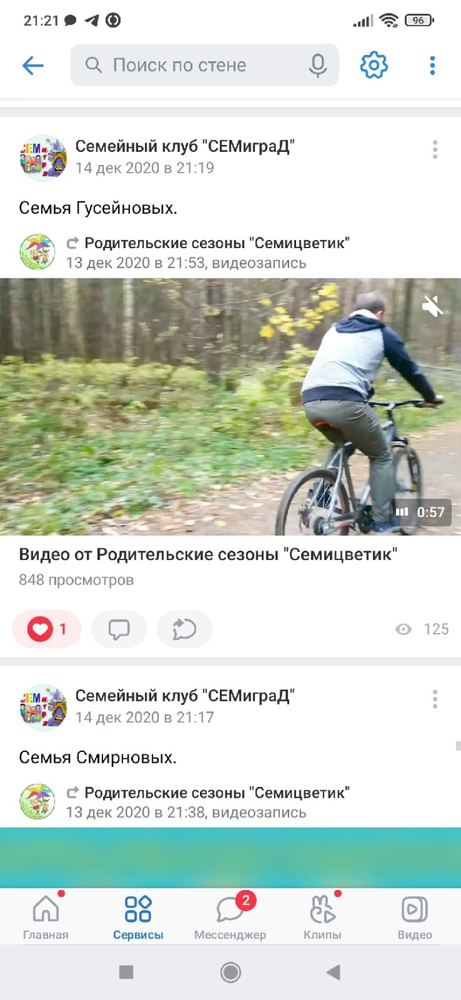 21:21
96
Поиск по стене
Семейный клуб "СЕМиграД"
14 дек 2020 в 21:19
Семья Гусейновых.
Родительские сезоны "Семицветик"
13 дек 2020 в 21:53, видеозапись
0:57
Видео от Родительские сезоны "Семицветик"
848 просмотров
1
125
Семейный клуб "СЕМиграД"
14 дек 2020 в 21:17
Семья Смирновых.
Родительские сезоны "Семицветик"
13 дек 2020 в 21:38, видеозапись
2
Главная Сервисы Мессенджер Клипы Видео